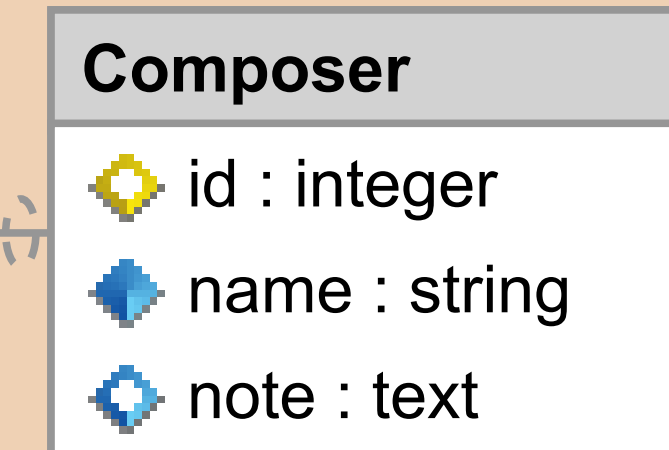 Composer
id : integer
name : string
note : text